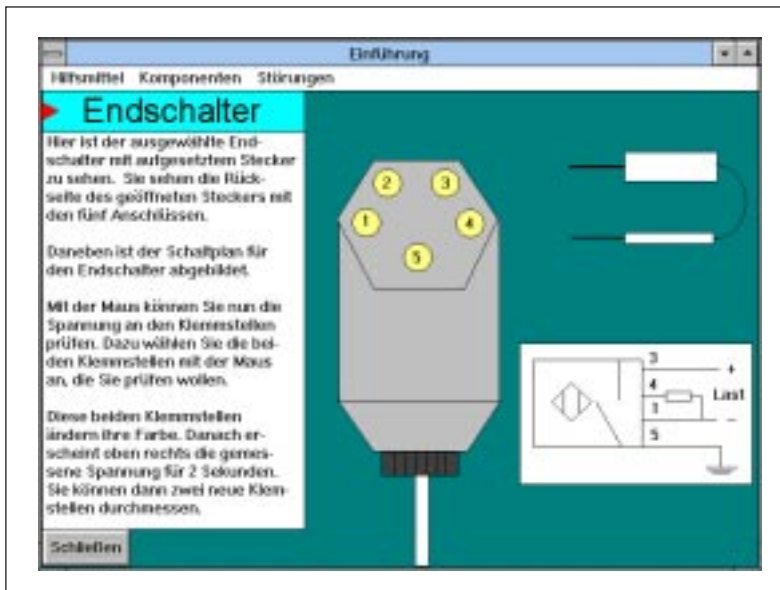 Einführung
Hilfsmittel Komponenten Störungen
Endschalter
Hier ist der ausgewählte End-
schalter mit aufgesetztem Stecker
zu sehen. Sie sehen die Rück-
seite des geöffneten Steckers mit
den fünf Anschlüssen.
Daneben ist der Schaltplan für
den Endschalter abgebildet.
Mit der Maus können Sie nun die
Spannung an den Klemmstellen
prüfen. Dazu wählen Sie die bei-
den Klemmstellen mit der Maus
an, die Sie prüfen wollen.
Diese beiden Klemmstellen
ändern ihre Farbe. Danach er-
scheint oben rechts die gemes-
sene Spannung für 2 Sekunden.
Sie können dann zwei neue Klem-
stellen durchmessen.
Schließen
2 3
1 4
5
3 +
4 Last
1 –
5